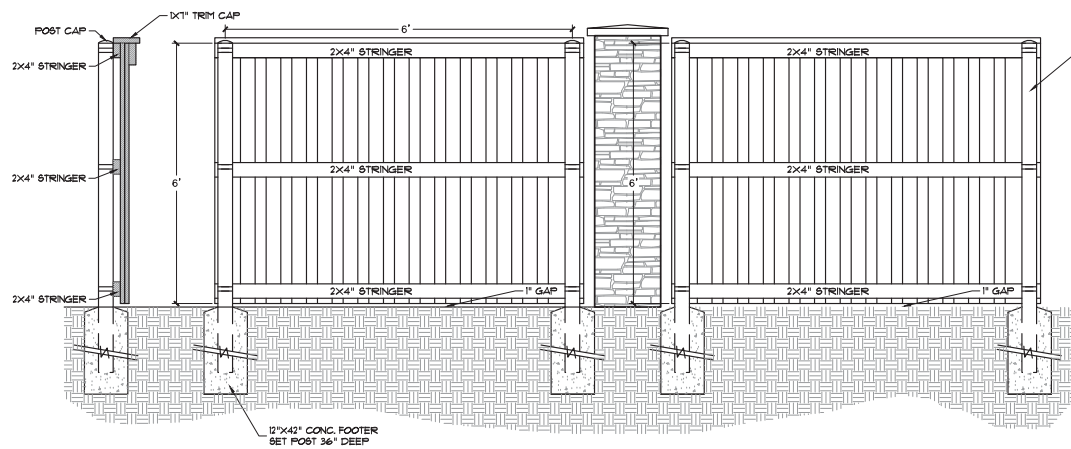 1X7" TRIM CAP
POST CAP
6'
2X4" STRINGER
2X4" STRINGER
2X4" STRINGER
2X4" STRINGER
2X4" STRINGER
2X4" STRINGER
2X4" STRINGER
6'
6'
2X4" STRINGER
2X4" STRINGER
2X4" STRINGER
1" GAP
1" GAP
12"X42" CONC. FOOTER
SET POST 36" DEEP